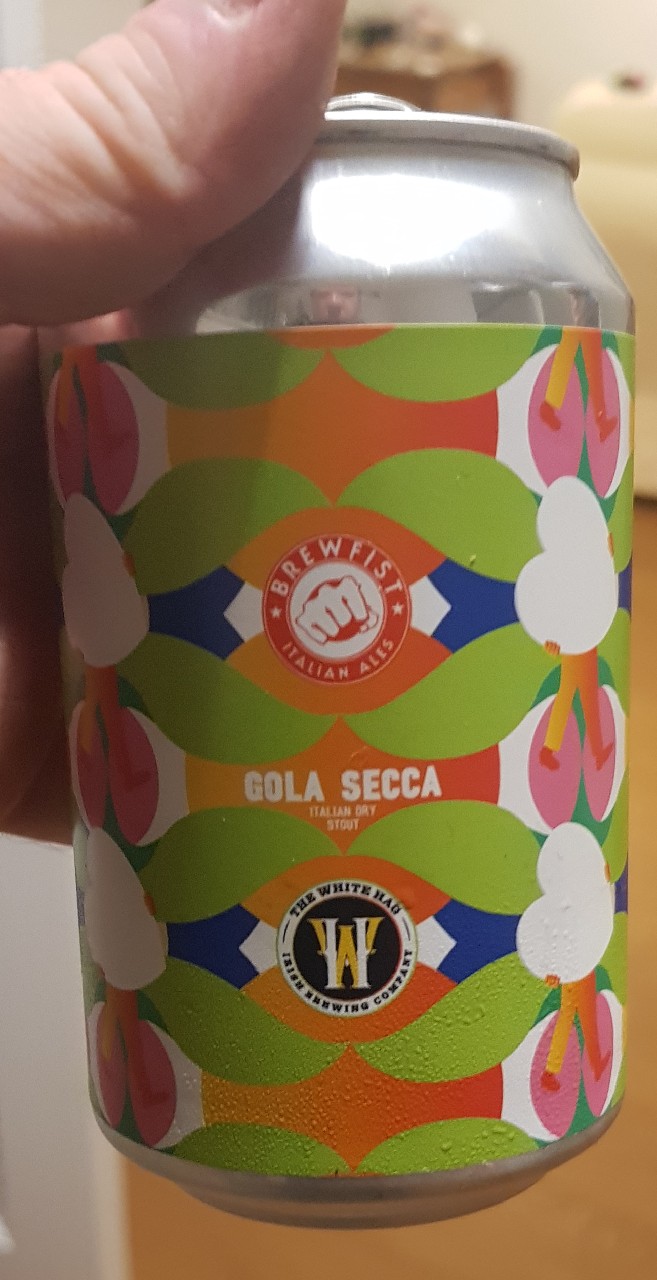 BREWFIST
ITALIAN ALES
GOLA SECCA
ITALIAN DRY
STOUT
THE WHITE HAG
W
IRISH BREWING COMPANY